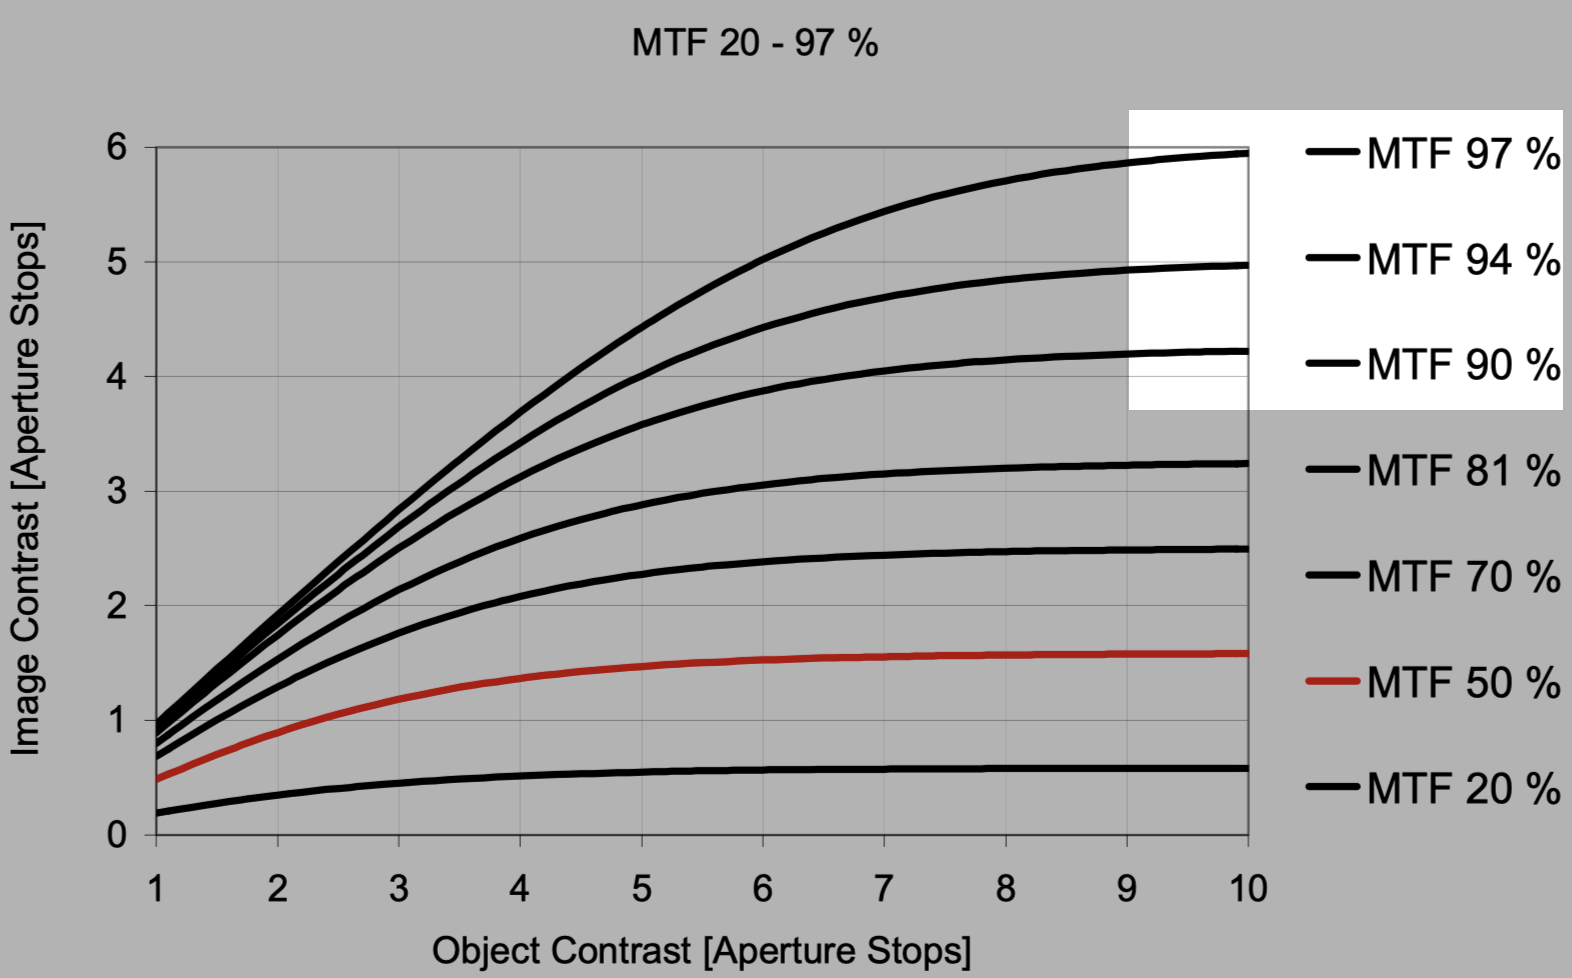 MTF 20 - 97 %
Image Contrast [Aperture Stops]
6
5
4
3
2
1
0
1 2 3 4 5 6 7 8 9 10
Object Contrast [Aperture Stops]
MTF 97 %
MTF 94 %
MTF 90 %
MTF 81 %
MTF 70 %
MTF 50 %
MTF 20 %